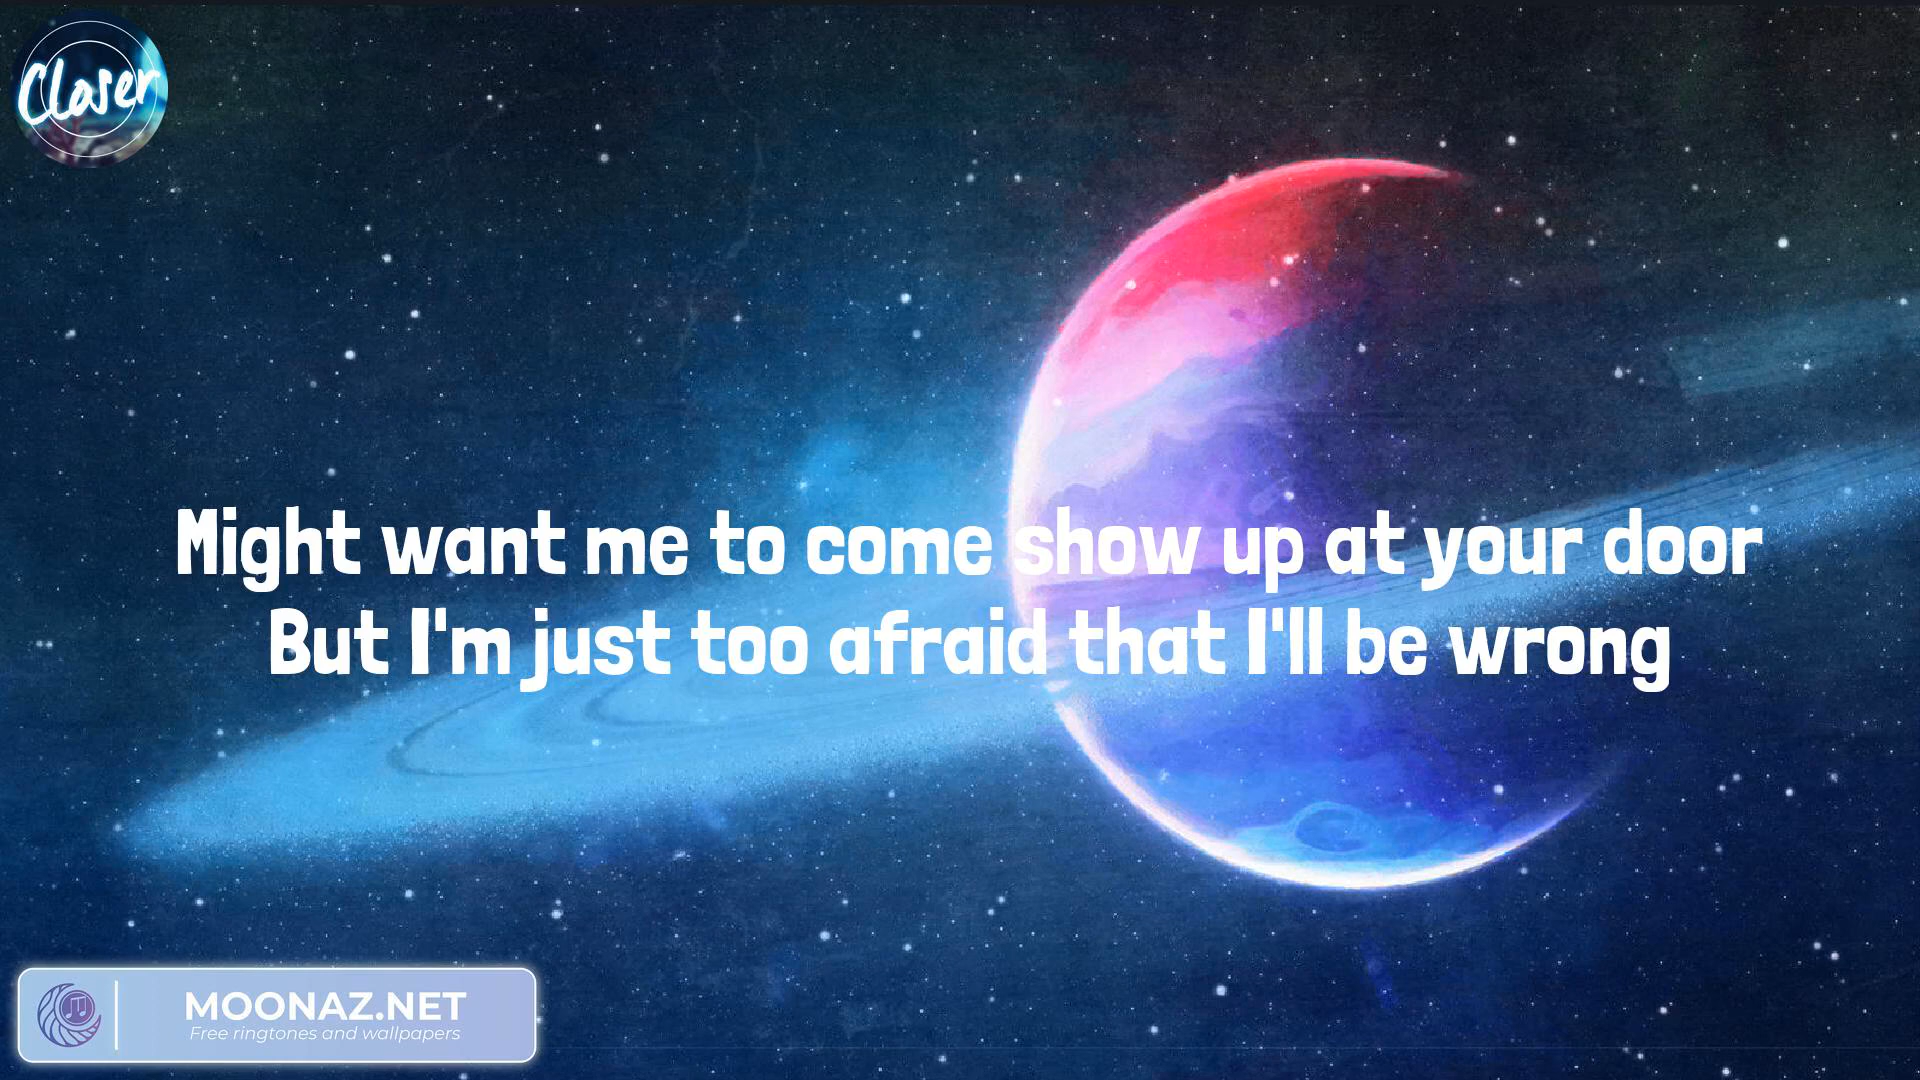 Closer
Might want me to come show up at your door
But I'm just too afraid that I'll be wrong
MOONAZ.NET
Free ringtones and wallpapers